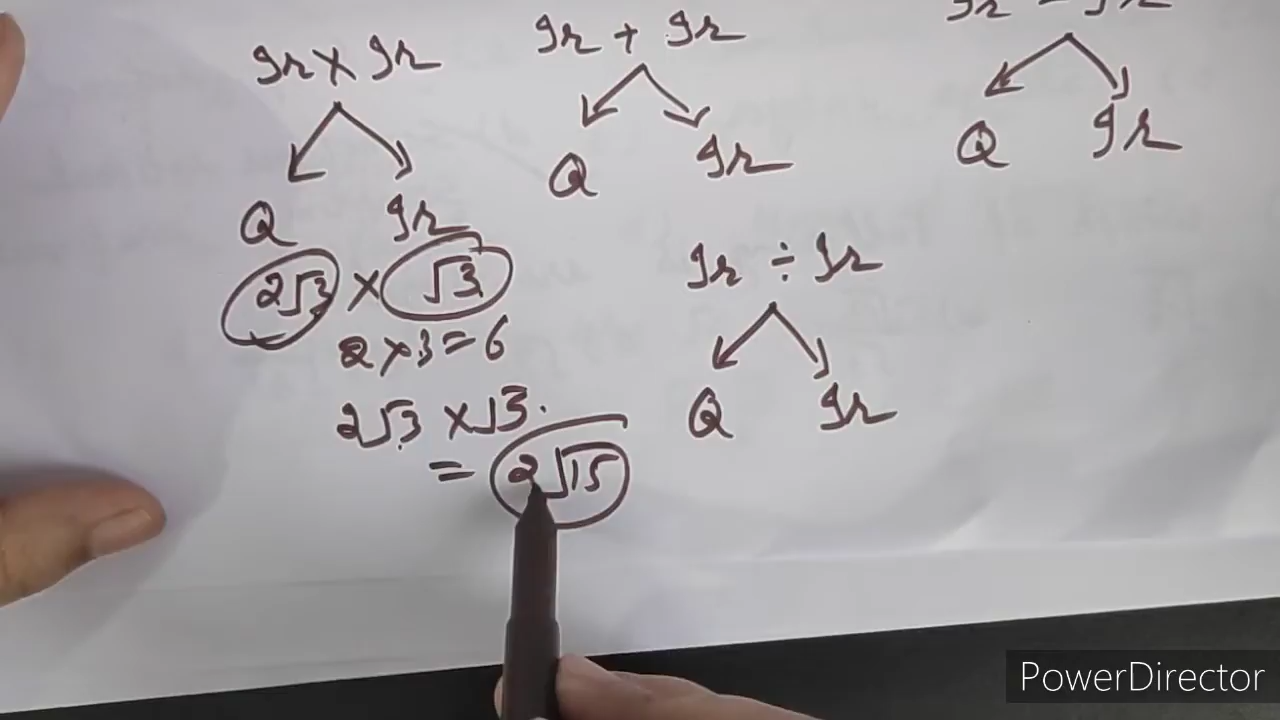 Ir × Ir
Q Ir
2√3 × √3
2×3=6
2√3 ×√3.
= 2√15
Ir + Ir
Q Ir
Ir - Ir
Q Ir
Ir ÷ Ir
Q Ir
PowerDirector